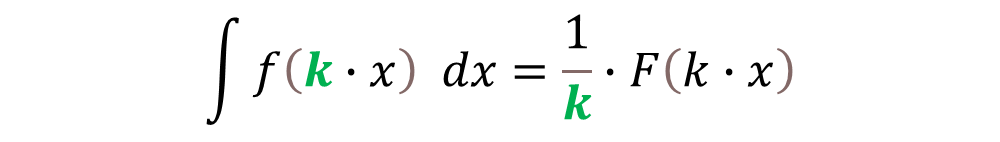 ∫ f(k · x) dx = 1/k · F(k · x)